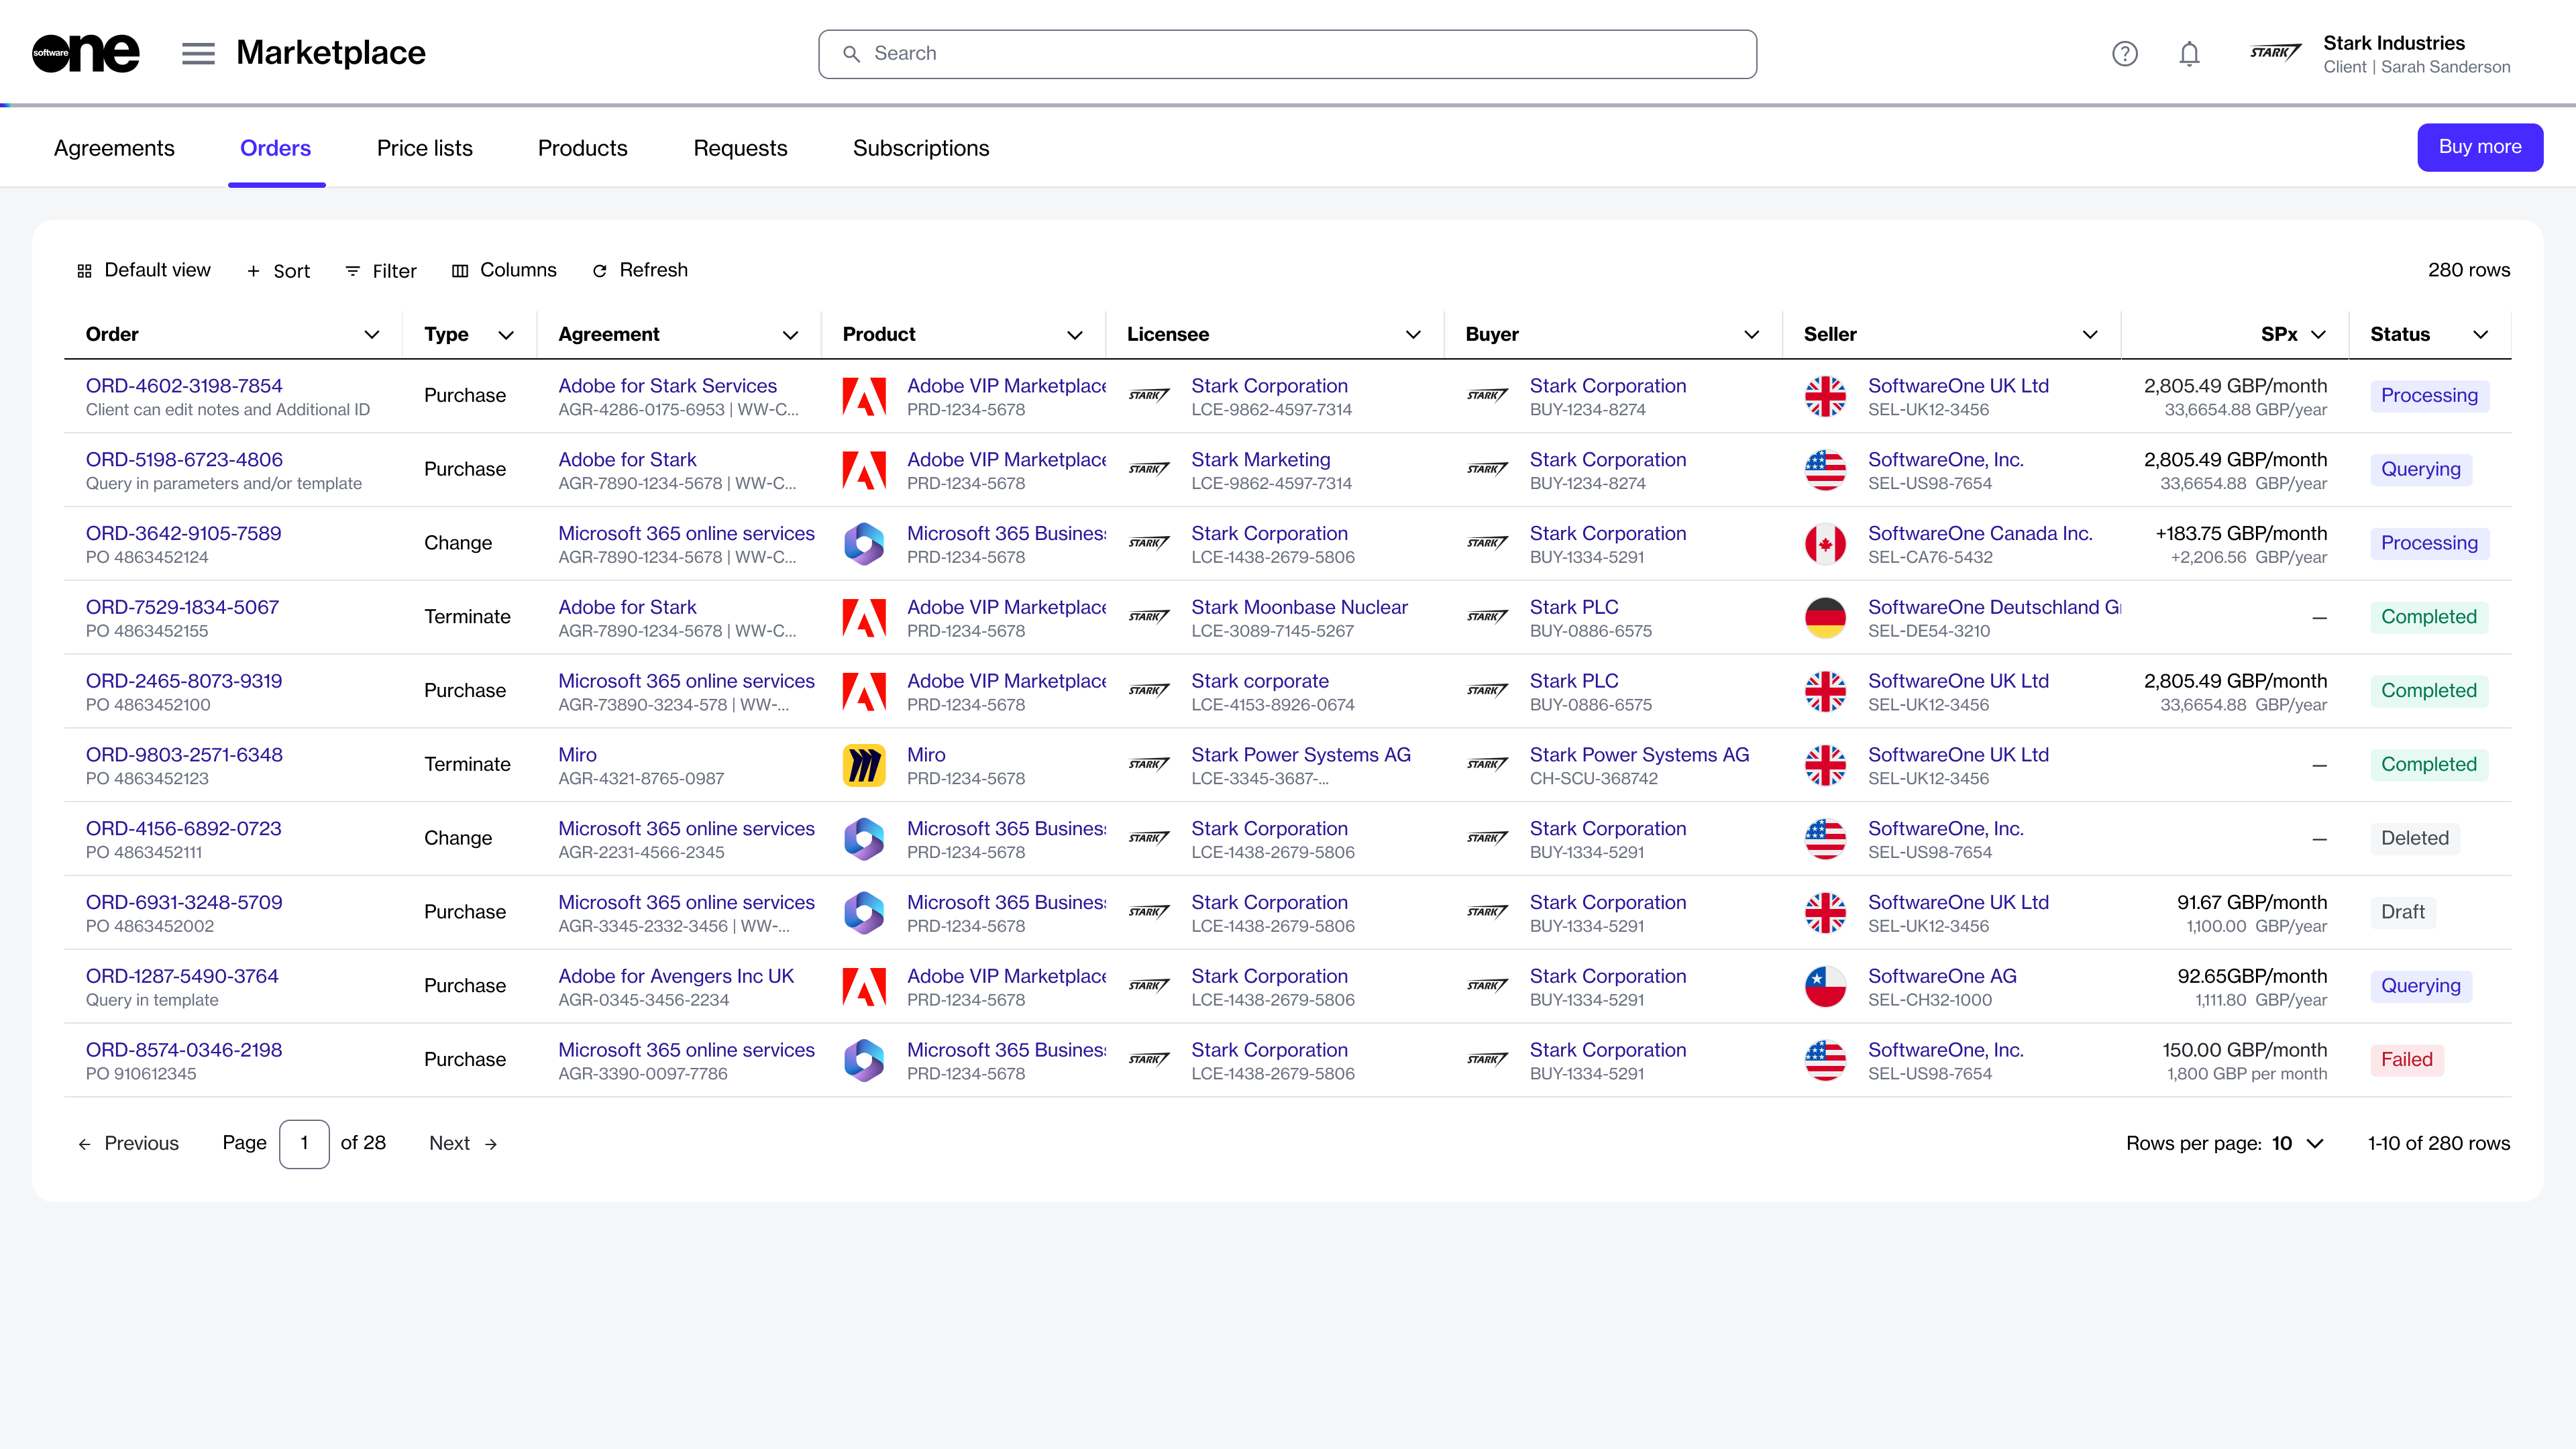 software one
Marketplace
Search
Stark Industries
Client | Sarah Sanderson
Agreements Orders Price lists Products Requests Subscriptions Buy more
Default view Sort Filter Columns Refresh 280 rows
Order Type Agreement Product Licensee Buyer Seller SPx Status
ORD-4602-3198-7854 Purchase Adobe for Stark Services Adobe VIP Marketplace STARK Stark Corporation STARK Stark Corporation SoftwareOne UK Ltd 2,805.49 GBP/month Processing
Client can edit notes and Additional ID AGR-4286-0175-6953 | WW-C... PRD-1234-5678 LCE-9862-4597-7314 BUY-1234-8274 SEL-UK12-3456 33,6654.88 GBP/year
ORD-5198-6723-4806 Purchase Adobe for Stark Adobe VIP Marketplace STARK Stark Marketing STARK Stark Corporation SoftwareOne, Inc. 2,805.49 GBP/month Querying
Query in parameters and/or template AGR-7890-1234-5678 | WW-C... PRD-1234-5678 LCE-9862-4597-7314 BUY-1234-8274 SEL-US98-7654 33,6654.88 GBP/year
ORD-3642-9105-7589 Change Microsoft 365 online services Microsoft 365 Business STARK Stark Corporation STARK Stark Corporation SoftwareOne Canada Inc. +183.75 GBP/month Processing
PO 4863452124 AGR-7890-1234-5678 | WW-C... PRD-1234-5678 LCE-1438-2679-5806 BUY-1334-5291 SEL-CA76-5432 +2,206.56 GBP/year
ORD-7529-1834-5067 Terminate Adobe for Stark Adobe VIP Marketplace STARK Stark Moonbase Nuclear STARK Stark PLC SoftwareOne Deutschland G — Completed
PO 4863452155 AGR-7890-1234-5678 | WW-C... PRD-1234-5678 LCE-3089-7145-5267 BUY-0886-6575 SEL-DE54-3210
ORD-2465-8073-9319 Purchase Microsoft 365 online services Adobe VIP Marketplace STARK Stark corporate STARK Stark PLC SoftwareOne UK Ltd 2,805.49 GBP/month Completed
PO 4863452100 AGR-73890-3234-578 | WW-... PRD-1234-5678 LCE-4153-8926-0674 BUY-0886-6575 SEL-UK12-3456 33,6654.88 GBP/year
ORD-9803-2571-6348 Terminate Miro Miro STARK Stark Power Systems AG STARK Stark Power Systems AG SoftwareOne UK Ltd — Completed
PO 4863452123 AGR-4321-8765-0987 PRD-1234-5678 LCE-3345-3687-... CH-SCU-368742 SEL-UK12-3456
ORD-4156-6892-0723 Change Microsoft 365 online services Microsoft 365 Business STARK Stark Corporation STARK Stark Corporation SoftwareOne, Inc. — Deleted
PO 4863452111 AGR-2231-4566-2345 PRD-1234-5678 LCE-1438-2679-5806 BUY-1334-5291 SEL-US98-7654
ORD-6931-3248-5709 Purchase Microsoft 365 online services Microsoft 365 Business STARK Stark Corporation STARK Stark Corporation SoftwareOne UK Ltd 91.67 GBP/month Draft
PO 4863452002 AGR-3345-2332-3456 | WW-... PRD-1234-5678 LCE-1438-2679-5806 BUY-1334-5291 SEL-UK12-3456 1,100.00 GBP/year
ORD-1287-5490-3764 Purchase Adobe for Avengers Inc UK Adobe VIP Marketplace STARK Stark Corporation STARK Stark Corporation SoftwareOne AG 92.65GBP/month Querying
Query in template AGR-0345-3456-2234 PRD-1234-5678 LCE-1438-2679-5806 BUY-1334-5291 SEL-CH32-1000 1,111.80 GBP/year
ORD-8574-0346-2198 Purchase Microsoft 365 online services Microsoft 365 Business STARK Stark Corporation STARK Stark Corporation SoftwareOne, Inc. 150.00 GBP/month Failed
PO 910612345 AGR-3390-0097-7786 PRD-1234-5678 LCE-1438-2679-5806 BUY-1334-5291 SEL-US98-7654 1,800 GBP per month
Previous Page 1 of 28 Next Rows per page: 10 1-10 of 280 rows